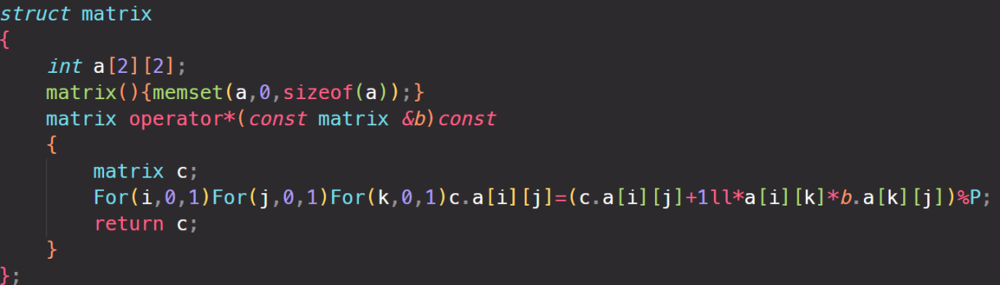 struct matrix
{
    int a[2][2];
    matrix(){memset(a,0,sizeof(a));}
    matrix operator*(const matrix &b)const
    {
        matrix c;
        For(i,0,1)For(j,0,1)For(k,0,1)c.a[i][j]=(c.a[i][j]+1ll*a[i][k]*b.a[k][j])%P;
        return c;
    }
};